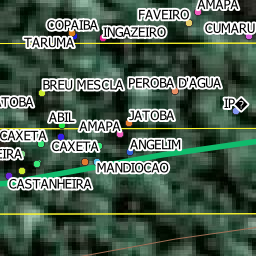 AMAPA
FAVEIRO
COPAIBA
INGAZEIRO
CUMARU
TARUMA
BREU MESCLA
PEROBA D'AGUA
ATOBA
IP�
ABIL
AMAPA
JATOBA
CAXETA
CAXETA
ANGELIM
EIRA
MANDIOCAO
CASTANHEIRA